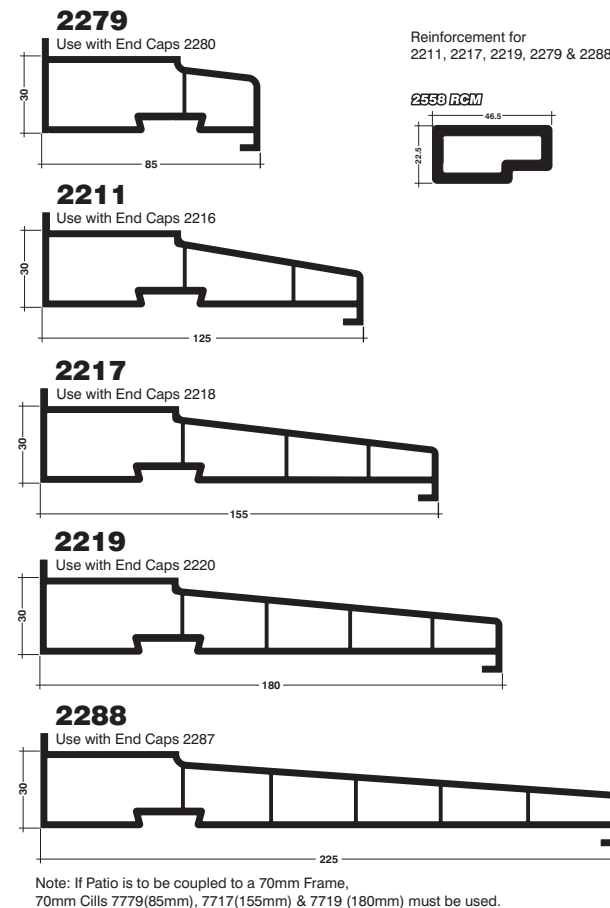 2279
Use with End Caps 2280
30
85
Reinforcement for
2211, 2217, 2219, 2279 & 2288
2558 RCM
46.5
22.5
2211
Use with End Caps 2216
30
125
2217
Use with End Caps 2218
30
155
2219
Use with End Caps 2220
30
180
2288
Use with End Caps 2287
30
225
Note: If Patio is to be coupled to a 70mm Frame,
70mm Cills 7779(85mm), 7717(155mm) & 7719 (180mm) must be used.